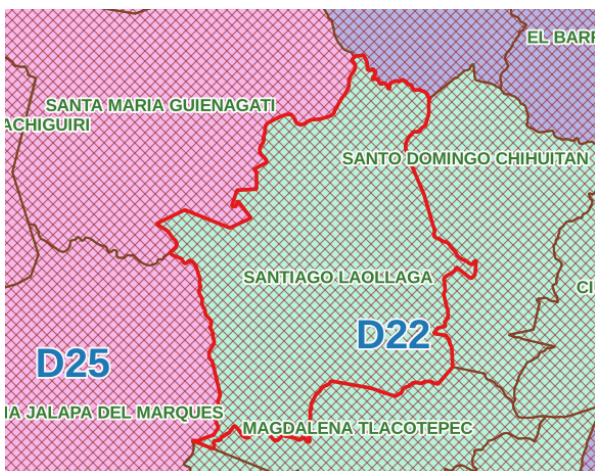 EL BARR
SANTA MARIA GUIENAGATI
ACHIGUIRI
SANTO DOMINGO CHIHUITAN
SANTIAGO LAOLLAGA
CI
D22
D25
IA JALAPA DEL MARQUES
MAGDALENA TLACOTEPEC